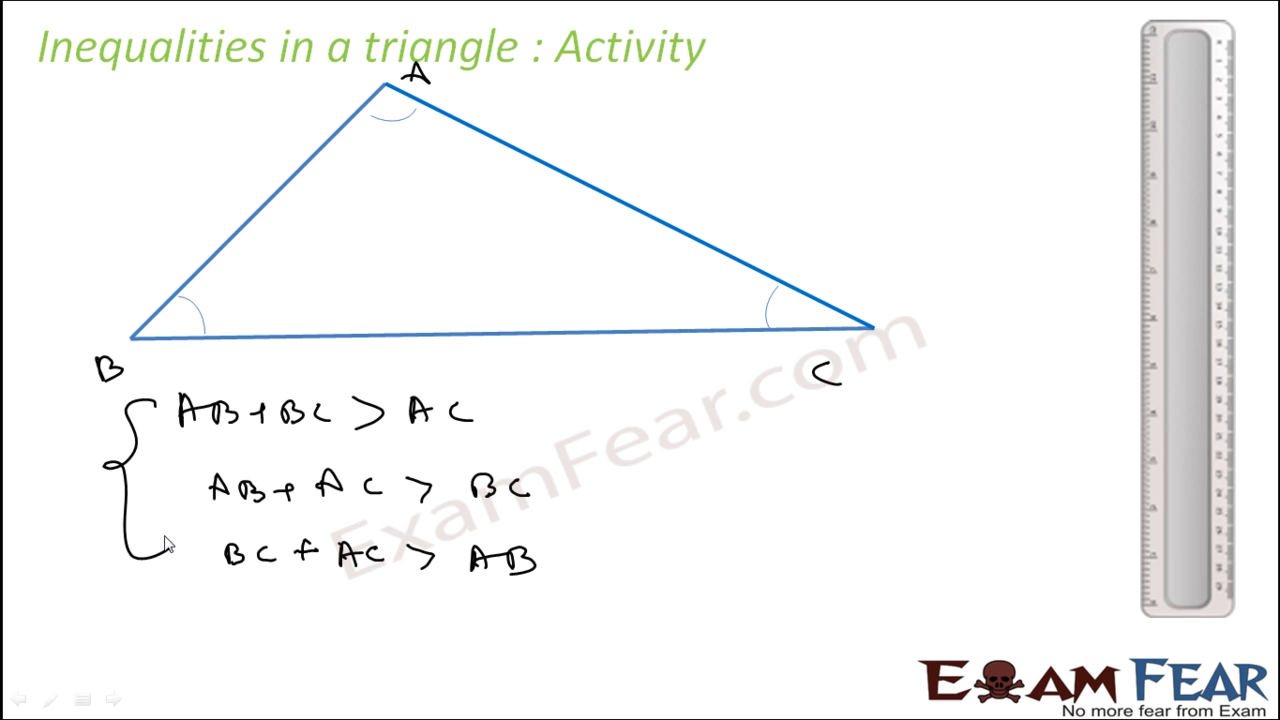 Inequalities in a triangle : Activity
A
B
C
AB+BC > AC
AB+ AC > BC
BC + AC > AB
ExamFear.com
EXAM FEAR
No more fear from Exam